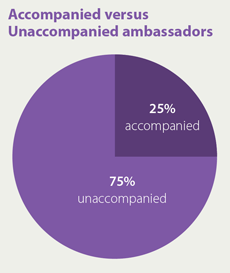 Accompanied versus
Unaccompanied ambassadors
25%
accompanied
75%
unaccompanied